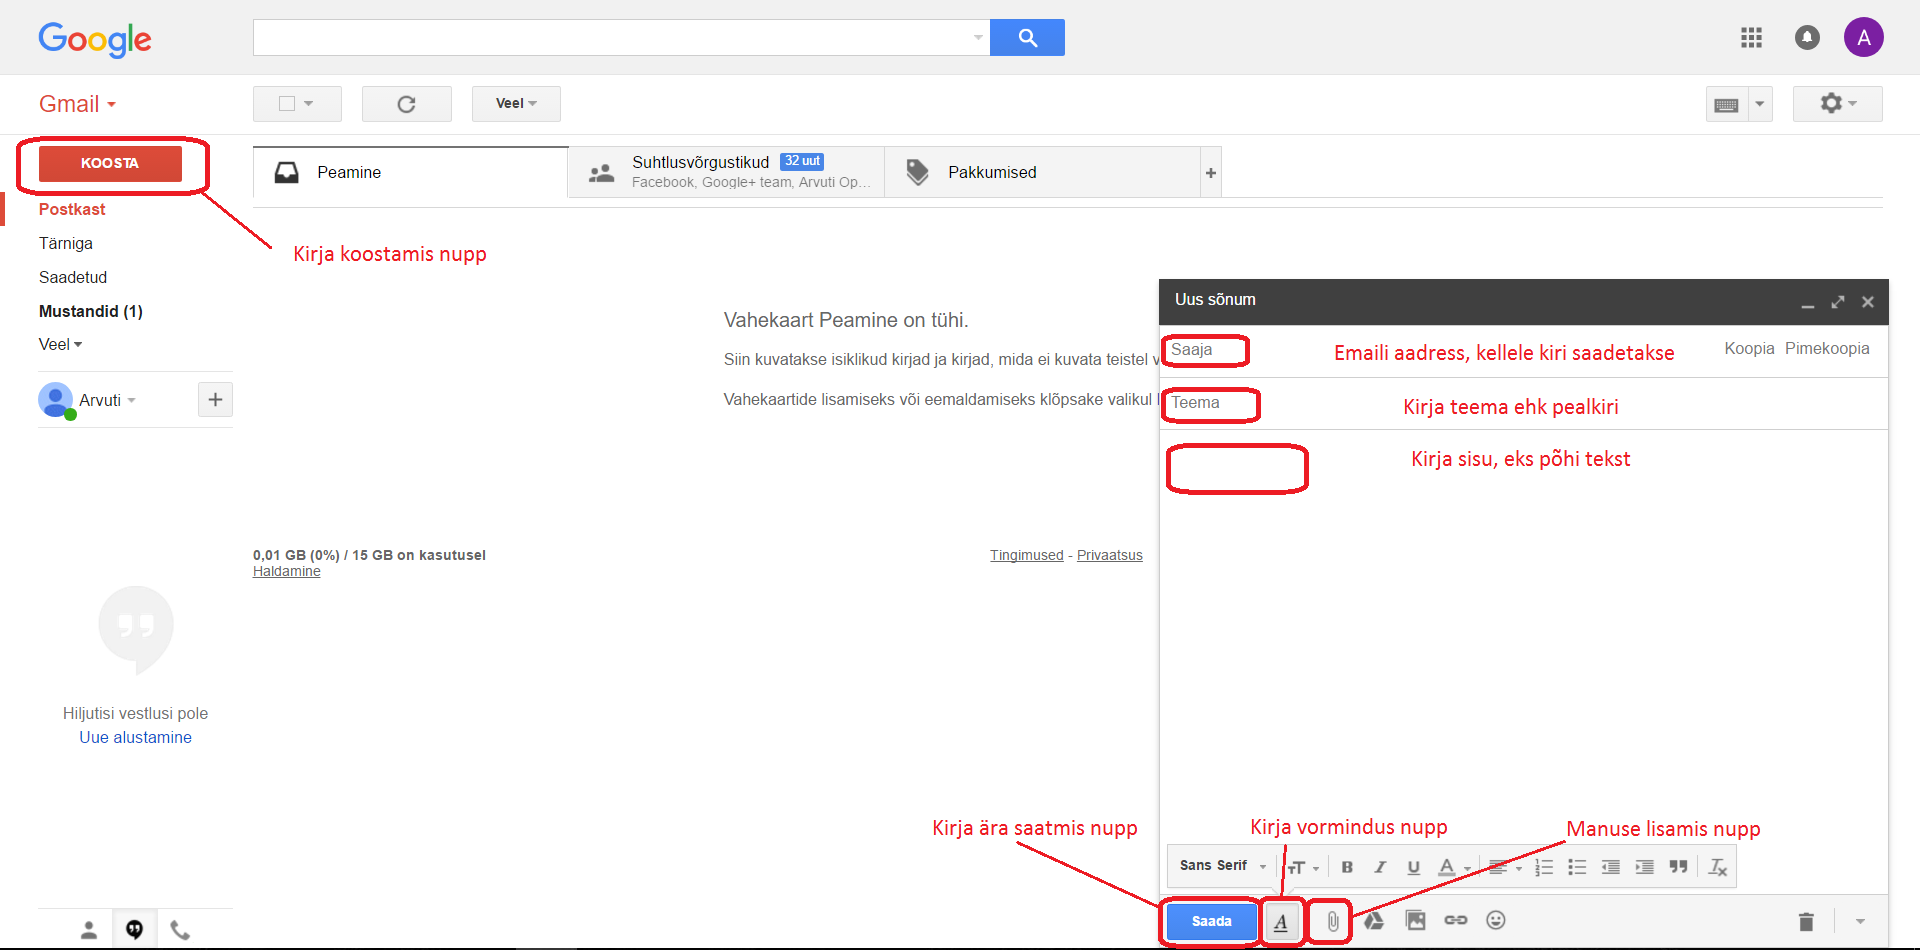 Google
A
Gmail
Veel
KOOSTA
Peamine
Suhtlusvõrgustikud 32 uut
Facebook, Google+ team, Arvuti Op...
Pakkumised
Postkast
Tärniga
Saadetud
Mustandid (1)
Veel
Arvuti
Kirja koostamis nupp
Vahekaart Peamine on tühi.
Siin kuvatakse isiklikud kirjad ja kirjad, mida ei kuvata teistel
Vahekaartide lisamiseks või eemaldamiseks klõpsake valikul
0,01 GB (0%) / 15 GB on kasutusel
Haldamine
Tingimused - Privaatsus
Hiljutisi vestlusi pole
Uue alustamine
Uus sõnum
Saaja
Emaili aadress, kellele kiri saadetakse
Koopia Pimekoopia
Teema
Kirja teema ehk pealkiri
Kirja sisu, eks põhi tekst
Kirja ära saatmis nupp
Kirja vormindus nupp
Manuse lisamis nupp
Sans Serif
Saada